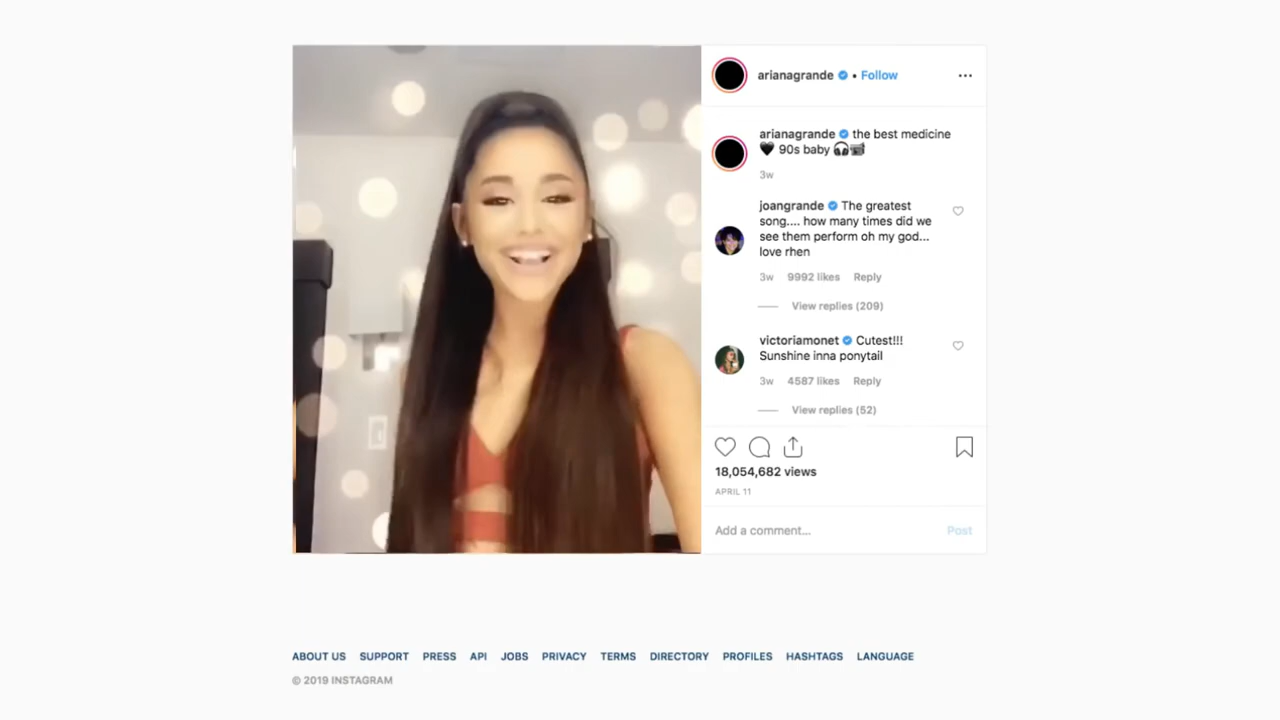 arianagrande • Follow
arianagrande the best medicine
🖤 90s baby 🎧📹
3w
joangrande The greatest
song.... how many times did we
see them perform oh my god...
love rhen
3w 9992 likes Reply
View replies (209)
victoriamonet Cutest!!!
Sunshine inna ponytail
3w 4587 likes Reply
View replies (52)
18,054,682 views
APRIL 11
Add a comment... Post
ABOUT US SUPPORT PRESS API JOBS PRIVACY TERMS DIRECTORY PROFILES HASHTAGS LANGUAGE
© 2019 INSTAGRAM